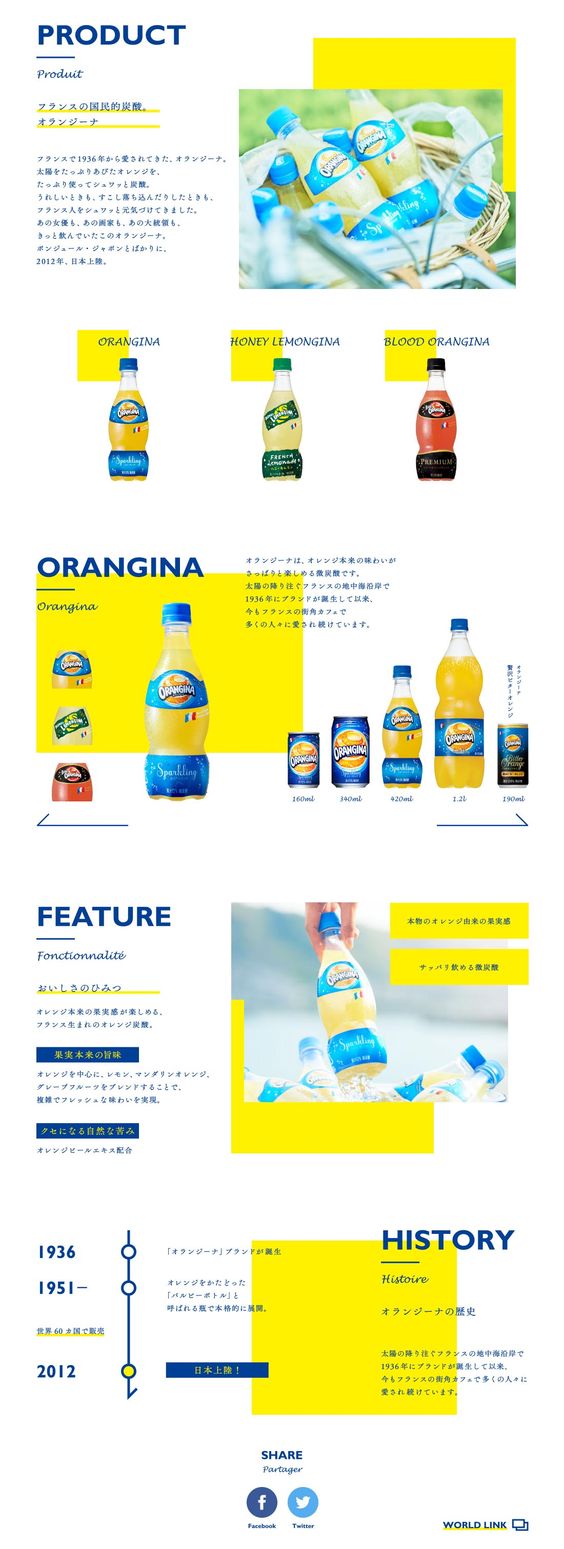 PRODUCT
Produit
フランスの国民的炭酸。
オランジーナ
フランスで1936年から愛されてきた、オランジーナ。
太陽をたっぷりあびたオレンジを、
たっぷり使ってシュワッと炭酸。
うれしいときも、すこし落ち込んだりしたときも、
フランス人をシュワッと元気づけてきました。
あの女優も、あの画家も、あの大統領も、
きっと飲んでいたこのオランジーナ。
ボンジュール・ジャポンとばかりに、
2012年、日本上陸。
ORANGINA
Sparkling
ORANGINA
HONEY LEMONGINA
BLOOD ORANGINA
ORANGINA
Sparkling
LEMONGINA
FRENCH
Lemonade
ORANGINA
PREMIUM
ORANGINA
Orangina
オランジーナは、オレンジ本来の味わいが
さっぱりと楽しめる微炭酸です。
太陽の降り注ぐフランスの地中海沿岸で
1936年にブランドが誕生して以来、
今もフランスの街角カフェで
多くの人々に愛され続けています。
ORANGINA
LEMONGINA
ORANGINA
ORANGINA
Sparkling
ORANGINA
ORANGINA
ORANGINA
Sparkling
ORANGINA
オランジーナ
贅沢ビターオレンジ
Bitter
Orange
160ml
340ml
420ml
1.2l
190ml
FEATURE
Fonctionnalité
おいしさのひみつ
オレンジ本来の果実感が楽しめる、
フランス生まれのオレンジ炭酸。
果実本来の旨味
オレンジを中心に、レモン、マンダリンオレンジ、
グレープフルーツをブレンドすることで、
複雑でフレッシュな味わいを実現。
クセになる自然な苦み
オレンジピールエキス配合
本物のオレンジ由来の果実感
サッパリ飲める微炭酸
ORANGINA
Sparkling
HISTORY
Histoire
オランジーナの歴史
太陽の降り注ぐフランスの地中海沿岸で
1936年にブランドが誕生して以来、
今もフランスの街角カフェで多くの人々に
愛され続けています。
1936
「オランジーナ」ブランドが誕生
1951—
オレンジをかたどった
「バルビーボトル」と
呼ばれる瓶で本格的に展開。
世界60カ国で販売
2012
日本上陸！
SHARE
Partager
Facebook
Twitter
WORLD LINK